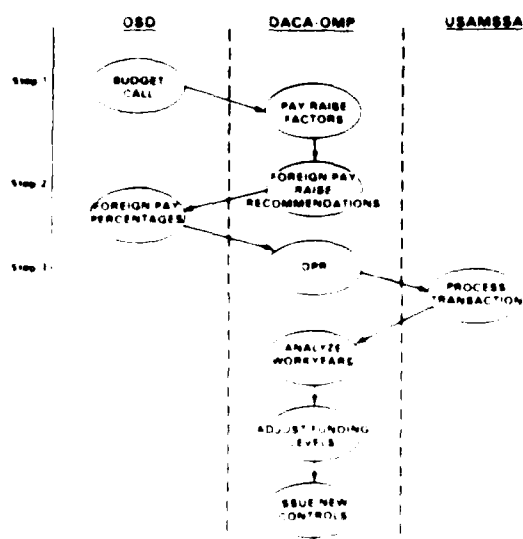 OSD DACA-OMP USAMSSA
Step 1
BUDGET
CALL
PAY RAISE
FACTORS
Step 2
FOREIGN PAY
RAISE
RECOMMENDATIONS
FOREIGN PAY
PERCENTAGES
Step 3
OPR
PROCESS
TRANSACTION
ANALYZE
WORKYEARS
ADJUST FUNDING
LEVELS
ISSUE NEW
CONTROLS